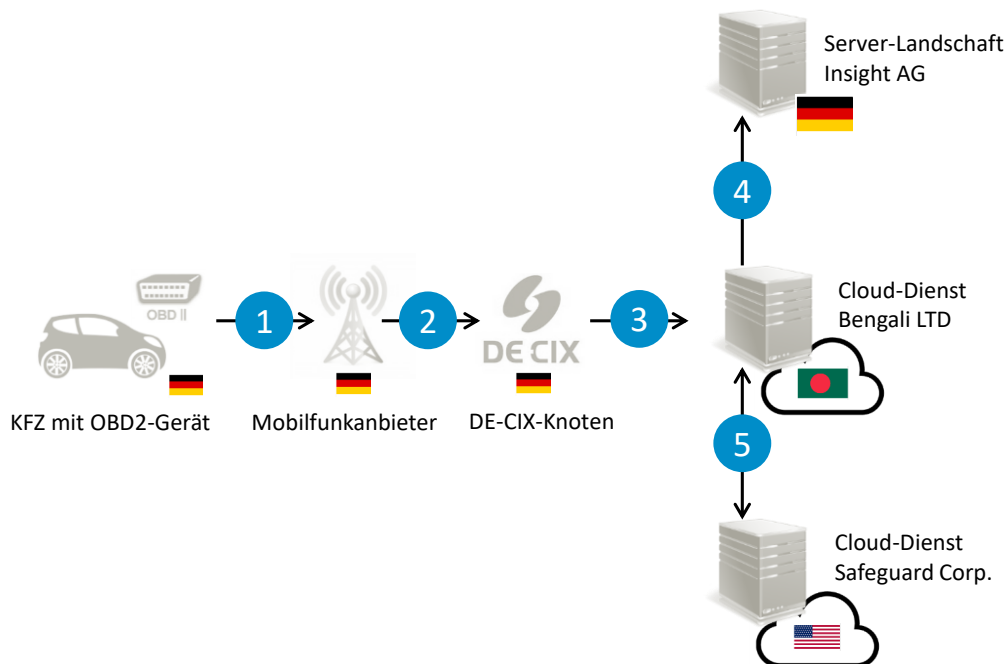 Server-Landschaft
Insight AG
4
OBD II
1
2
DE CIX
3
Cloud-Dienst
Bengali LTD
KFZ mit OBD2-Gerät
Mobilfunkanbieter
DE-CIX-Knoten
5
Cloud-Dienst
Safeguard Corp.